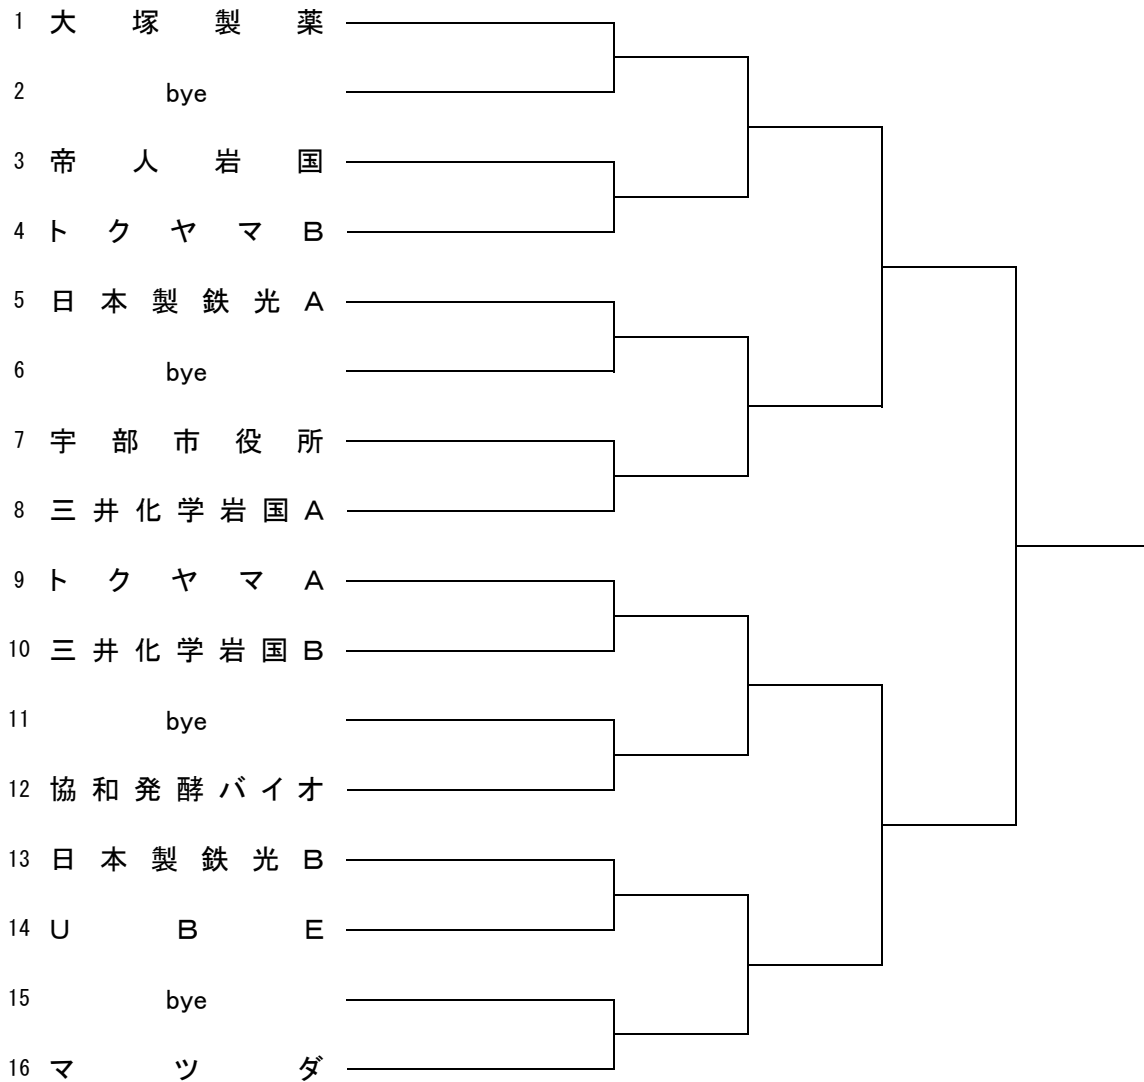 1 大塚製薬
2 bye
3 帝人岩国
4 トクヤマB
5 日本製鉄光A
6 bye
7 宇部市役所
8 三井化学岩国A
9 トクヤマA
10 三井化学岩国B
11 bye
12 協和発酵バイオ
13 日本製鉄光B
14 UBE
15 bye
16 マツダ